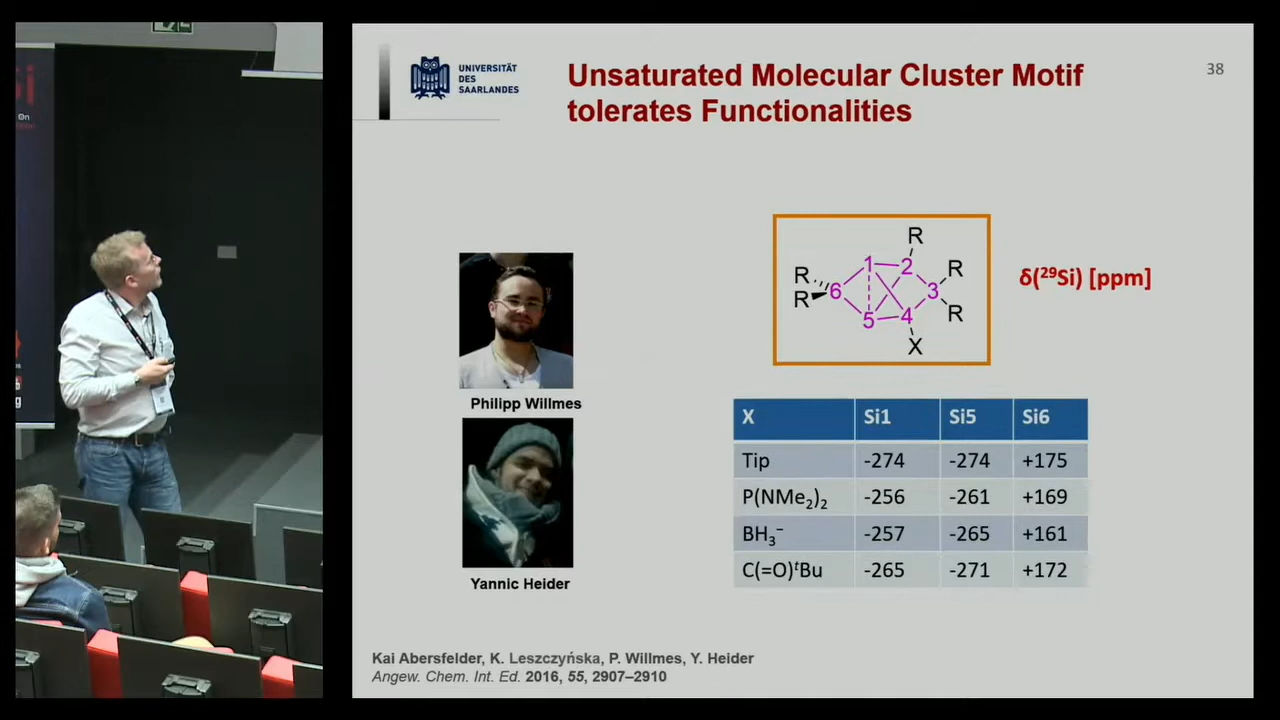 38
UNIVERSITÄT
DES
SAARLANDES
Unsaturated Molecular Cluster Motif
tolerates Functionalities
R
R
R
1
2
R
6
3
5
4
R
X
δ(²⁹Si) [ppm]
Philipp Willmes
Yannic Heider
X Si1 Si5 Si6
Tip -274 -274 +175
P(NMe₂)₂ -256 -261 +169
BH₃⁻ -257 -265 +161
C(=O)ᵗBu -265 -271 +172
Kai Abersfelder, K. Leszczyńska, P. Willmes, Y. Heider
Angew. Chem. Int. Ed. 2016, 55, 2907–2910
Si